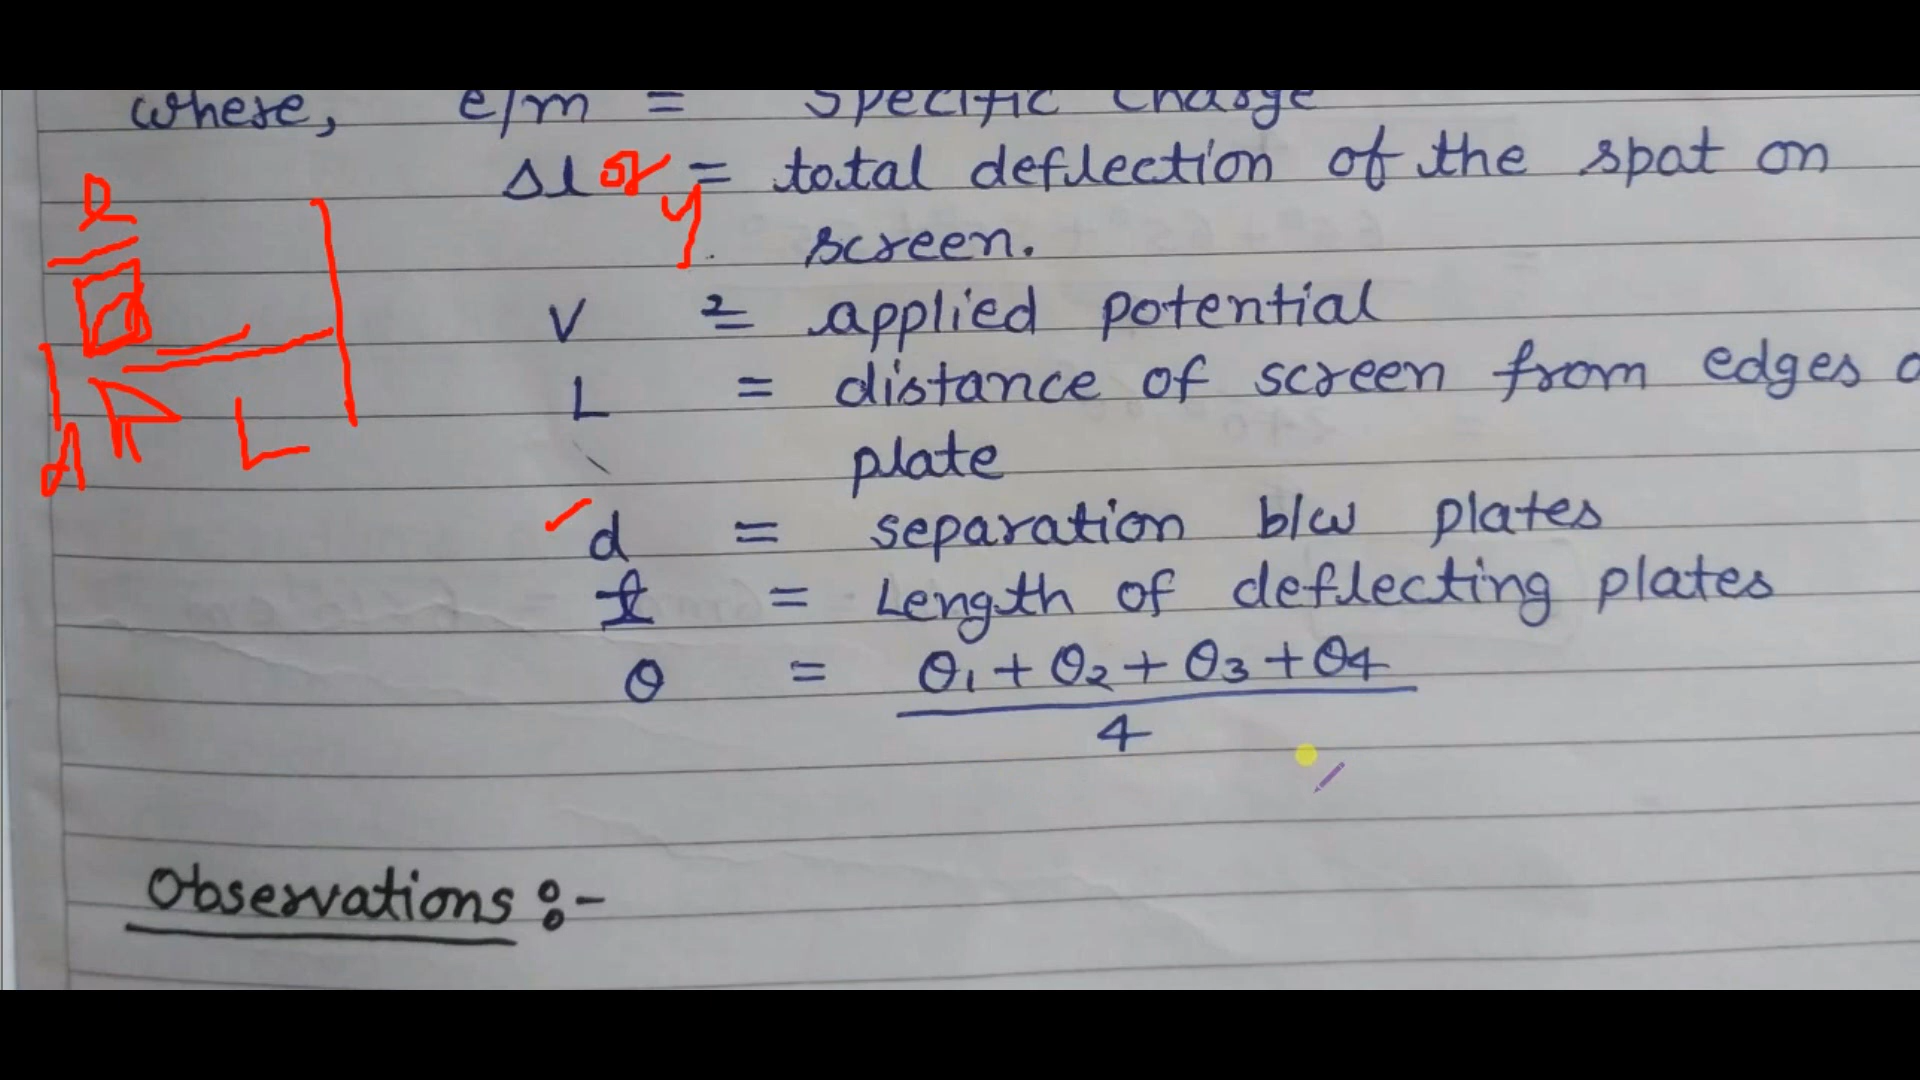 where, e/m = specific charge
Δl or y = total deflection of the spot on
screen.
V = applied potential
L = distance of screen from edges
plate
d = separation b/w plates
l = Length of deflecting plates
θ = θ1 + θ2 + θ3 + θ4
4
Observations :-
L